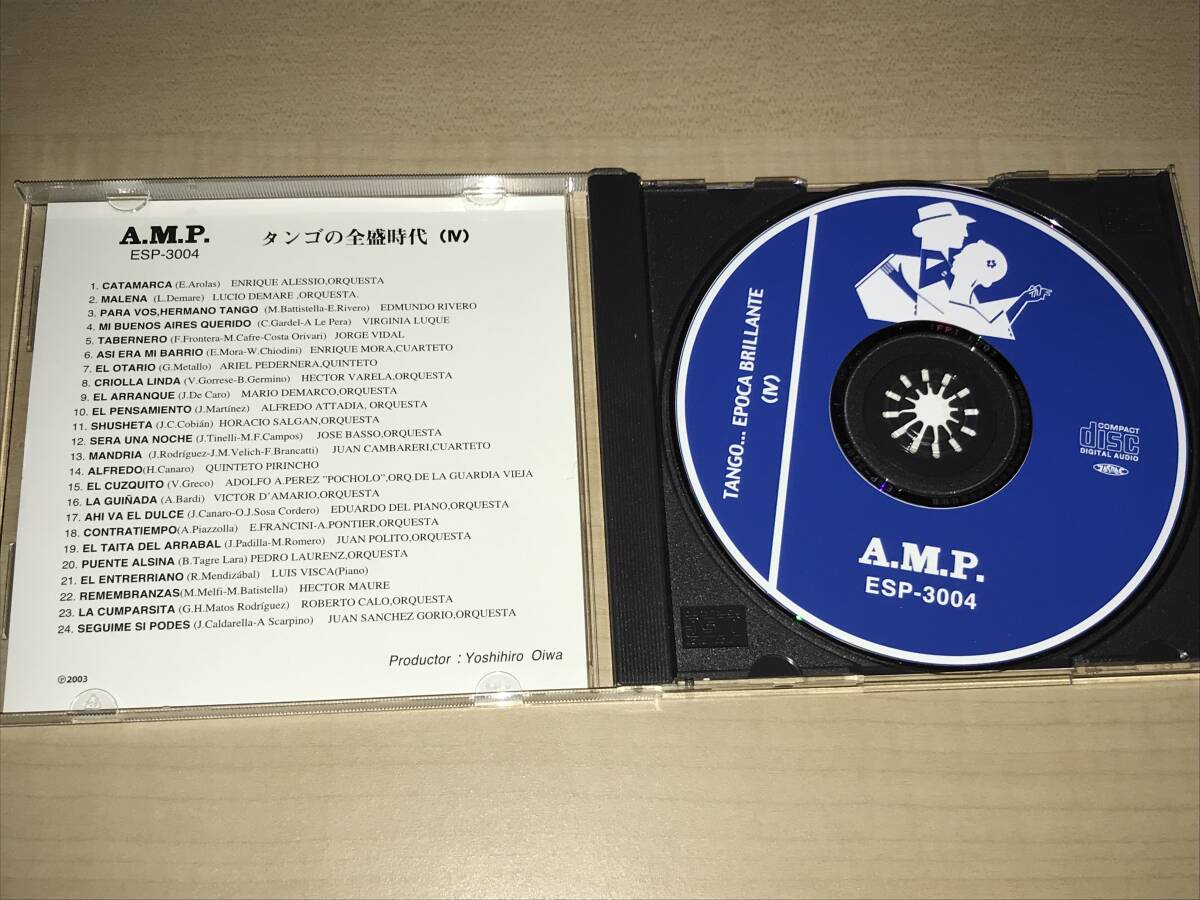 A.M.P.
ESP-3004
タンゴの全盛時代 (Ⅳ)
1. CATAMARCA (E.Arolas) ENRIQUE ALESSIO,ORQUESTA
2. MALENA (L.Demare) LUCIO DEMARE ,ORQUESTA.
3. PARA VOS,HERMANO TANGO (M.Battistella-E.Rivero) EDMUNDO RIVERO
4. MI BUENOS AIRES QUERIDO (C.Gardel-A Le Pera) VIRGINIA LUQUE
5. TABERNERO (F.Frontera-M.Cafre-Costa Orivari) JORGE VIDAL
6. ASI ERA MI BARRIO (E.Mora-W.Chiodini) ENRIQUE MORA,CUARTETO
7. EL OTARIO (G.Metallo) ARIEL PEDERNERA,QUINTETO
8. CRIOLLA LINDA (V.Gorrese-B.Germino) HECTOR VARELA,ORQUESTA
9. EL ARRANQUE (J.De Caro) MARIO DEMARCO,ORQUESTA
10. EL PENSAMIENTO (J.Martínez) ALFREDO ATTADIA, ORQUESTA
11. SHUSHETA (J.C.Cobián) HORACIO SALGAN,ORQUESTA
12. SERA UNA NOCHE (J.Tinelli-M.F.Campos) JOSE BASSO,ORQUESTA
13. MANDRIA (J.Rodríguez-J.M.Velich-F.Brancatti) JUAN CAMBARERI,CUARTETO
14. ALFREDO(H.Canaro) QUINTETO PIRINCHO
15. EL CUZQUITO (V.Greco) ADOLFO A.PEREZ "POCHOLO",ORQ.DE LA GUARDIA VIEJA
16. LA GUIÑADA (A.Bardi) VICTOR D'AMARIO,ORQUESTA
17. AHI VA EL DULCE (J.Canaro-O.J.Sosa Cordero) EDUARDO DEL PIANO,ORQUESTA
18. CONTRATIEMPO(A.Piazzolla) E.FRANCINI-A.PONTIER,ORQUESTA
19. EL TAITA DEL ARRABAL (J.Padilla-M.Romero) JUAN POLITO,ORQUESTA
20. PUENTE ALSINA (B.Tagre Lara) PEDRO LAURENZ,ORQUESTA
21. EL ENTRERRIANO (R.Mendizábal) LUIS VISCA(Piano)
22. REMEMBRANZAS(M.Melfi-M.Batistella) HECTOR MAURE
23. LA CUMPARSITA (G.H.Matos Rodríguez) ROBERTO CALO,ORQUESTA
24. SEGUIME SI PODES (J.Caldarella-A Scarpino) JUAN SANCHEZ GORIO,ORQUESTA
Productor : Yoshihiro Oiwa
℗2003
TANGO... EPOCA BRILLANTE
(Ⅳ)
COMPACT
disc
DIGITAL AUDIO
A.M.P.
ESP-3004